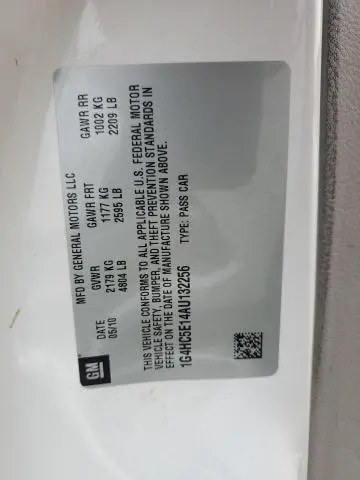 GM
MFD BY GENERAL MOTORS LLC
DATE GVWR GAWR FRT GAWR RR
05/10 2179 KG 1177 KG 1002 KG
4804 LB 2595 LB 2209 LB
THIS VEHICLE CONFORMS TO ALL APPLICABLE U.S. FEDERAL MOTOR
VEHICLE SAFETY, BUMPER, AND THEFT PREVENTION STANDARDS IN
EFFECT ON THE DATE OF MANUFACTURE SHOWN ABOVE.
1G4HC5E14AU132256 TYPE: PASS CAR